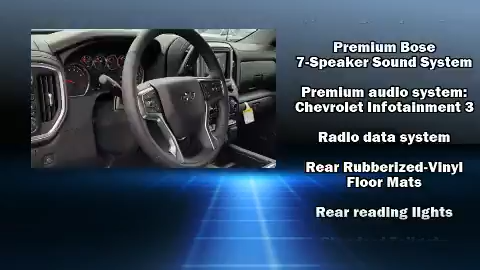 Premium Bose
7-Speaker Sound System
Premium audio system:
Chevrolet Infotainment 3
Radio data system
Rear Rubberized-Vinyl
Floor Mats
Rear reading lights